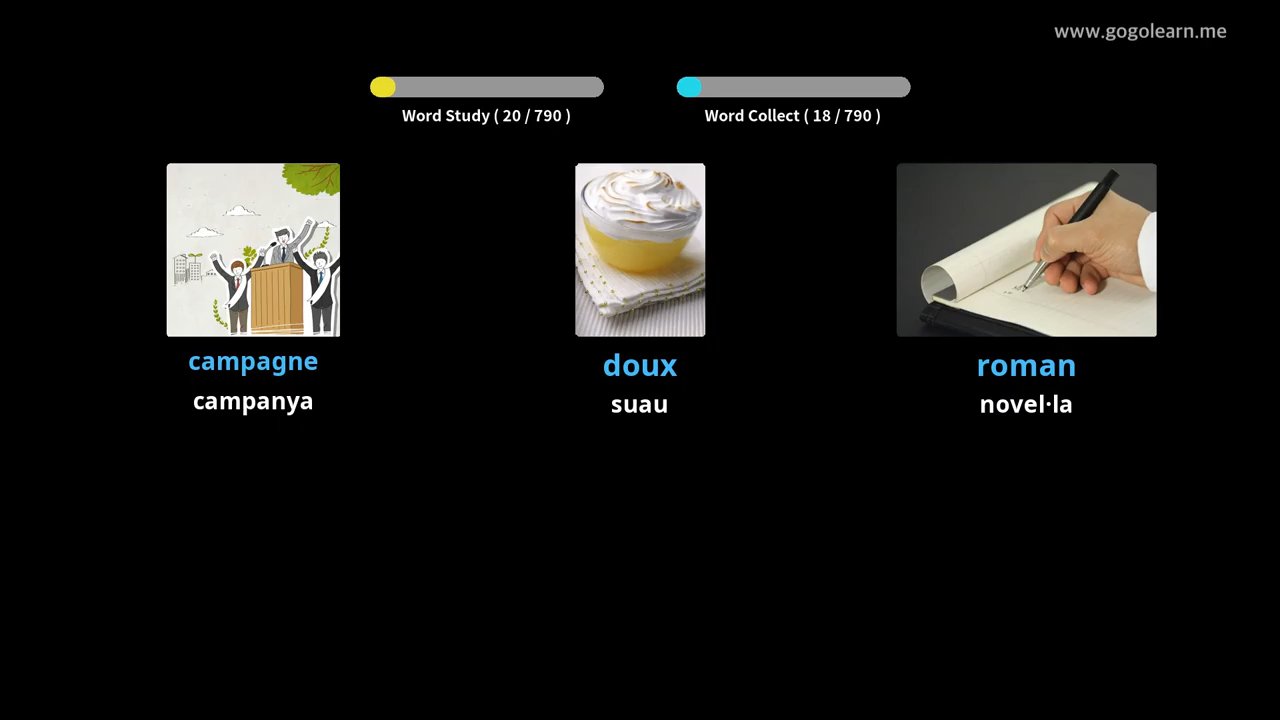 www.gogolearn.me
Word Study ( 20 / 790 )
Word Collect ( 18 / 790 )
campagne
campanya
doux
suau
roman
novel·la